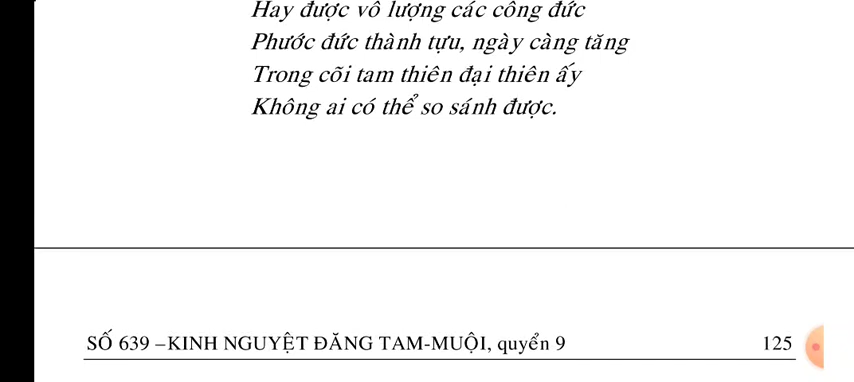 Hay được vô lượng các công đức
Phước đức thành tựu, ngày càng tăng
Trong cõi tam thiên đại thiên ấy
Không ai có thể so sánh được.
SỐ 639 –KINH NGUYỆT ĐĂNG TAM-MUỘI, quyển 9 125